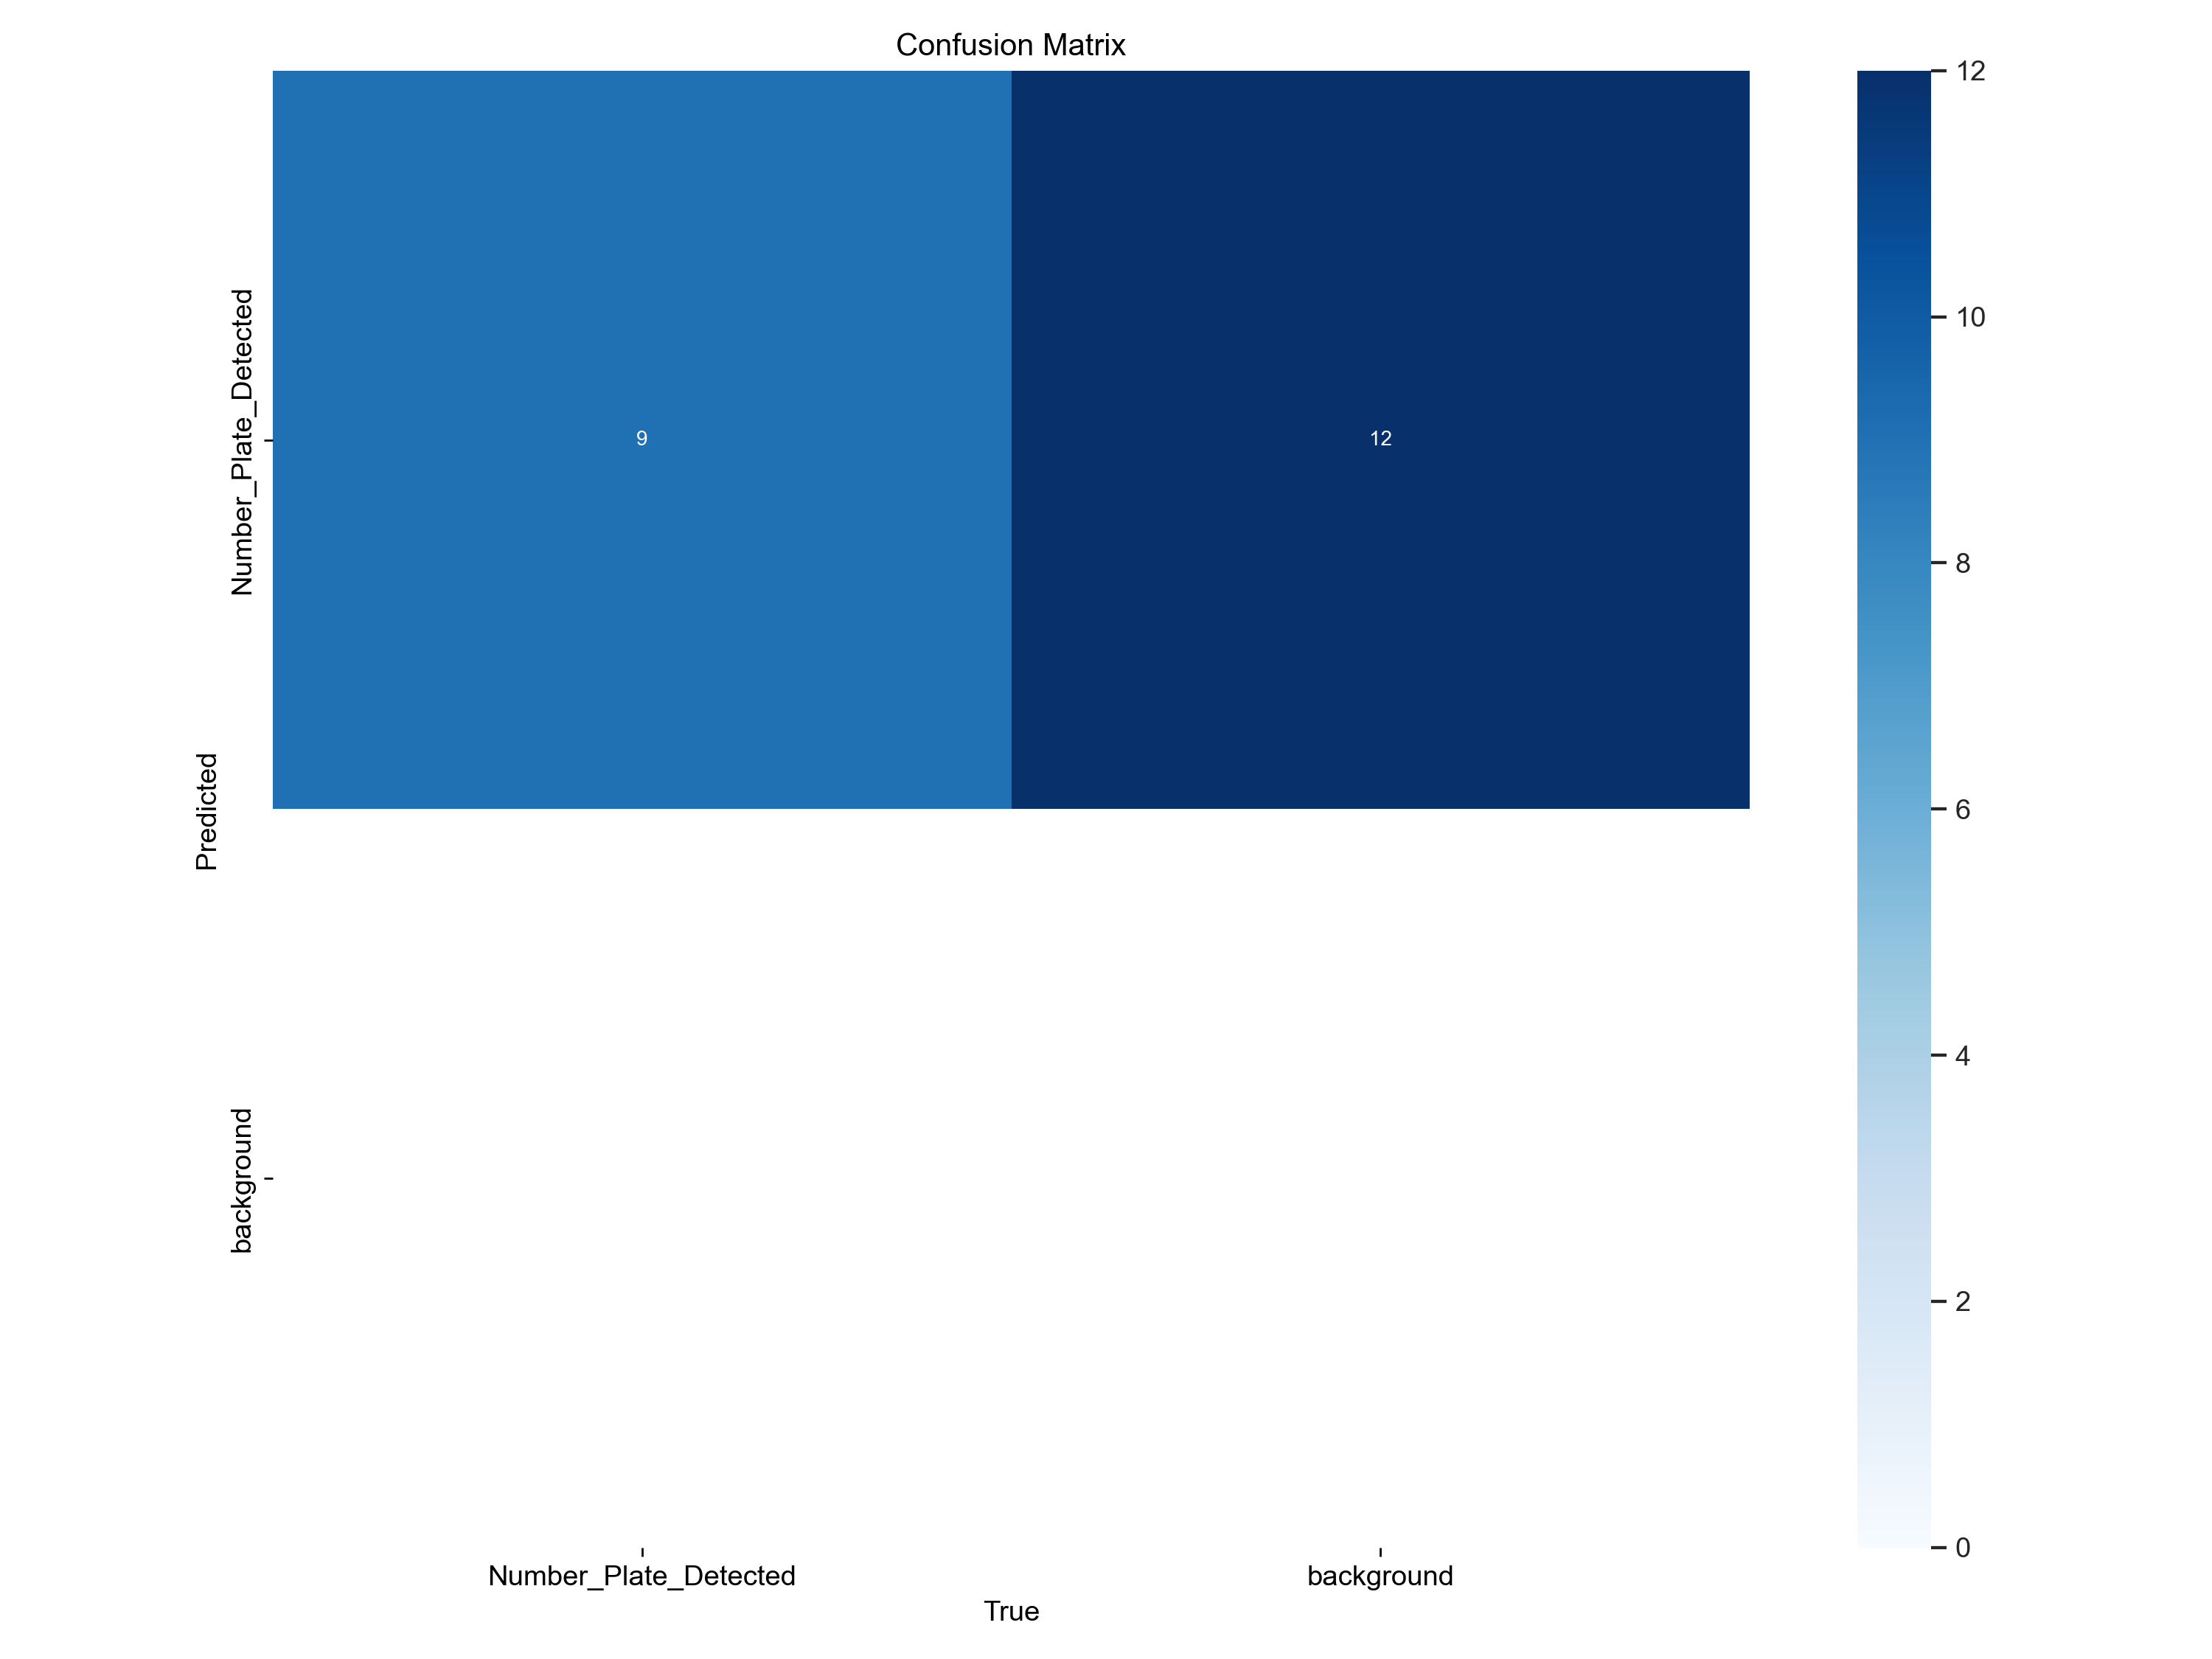 Confusion Matrix
Number_Plate_Detected
9
12
Predicted
background
Number_Plate_Detected
background
True
12
10
8
6
4
2
0